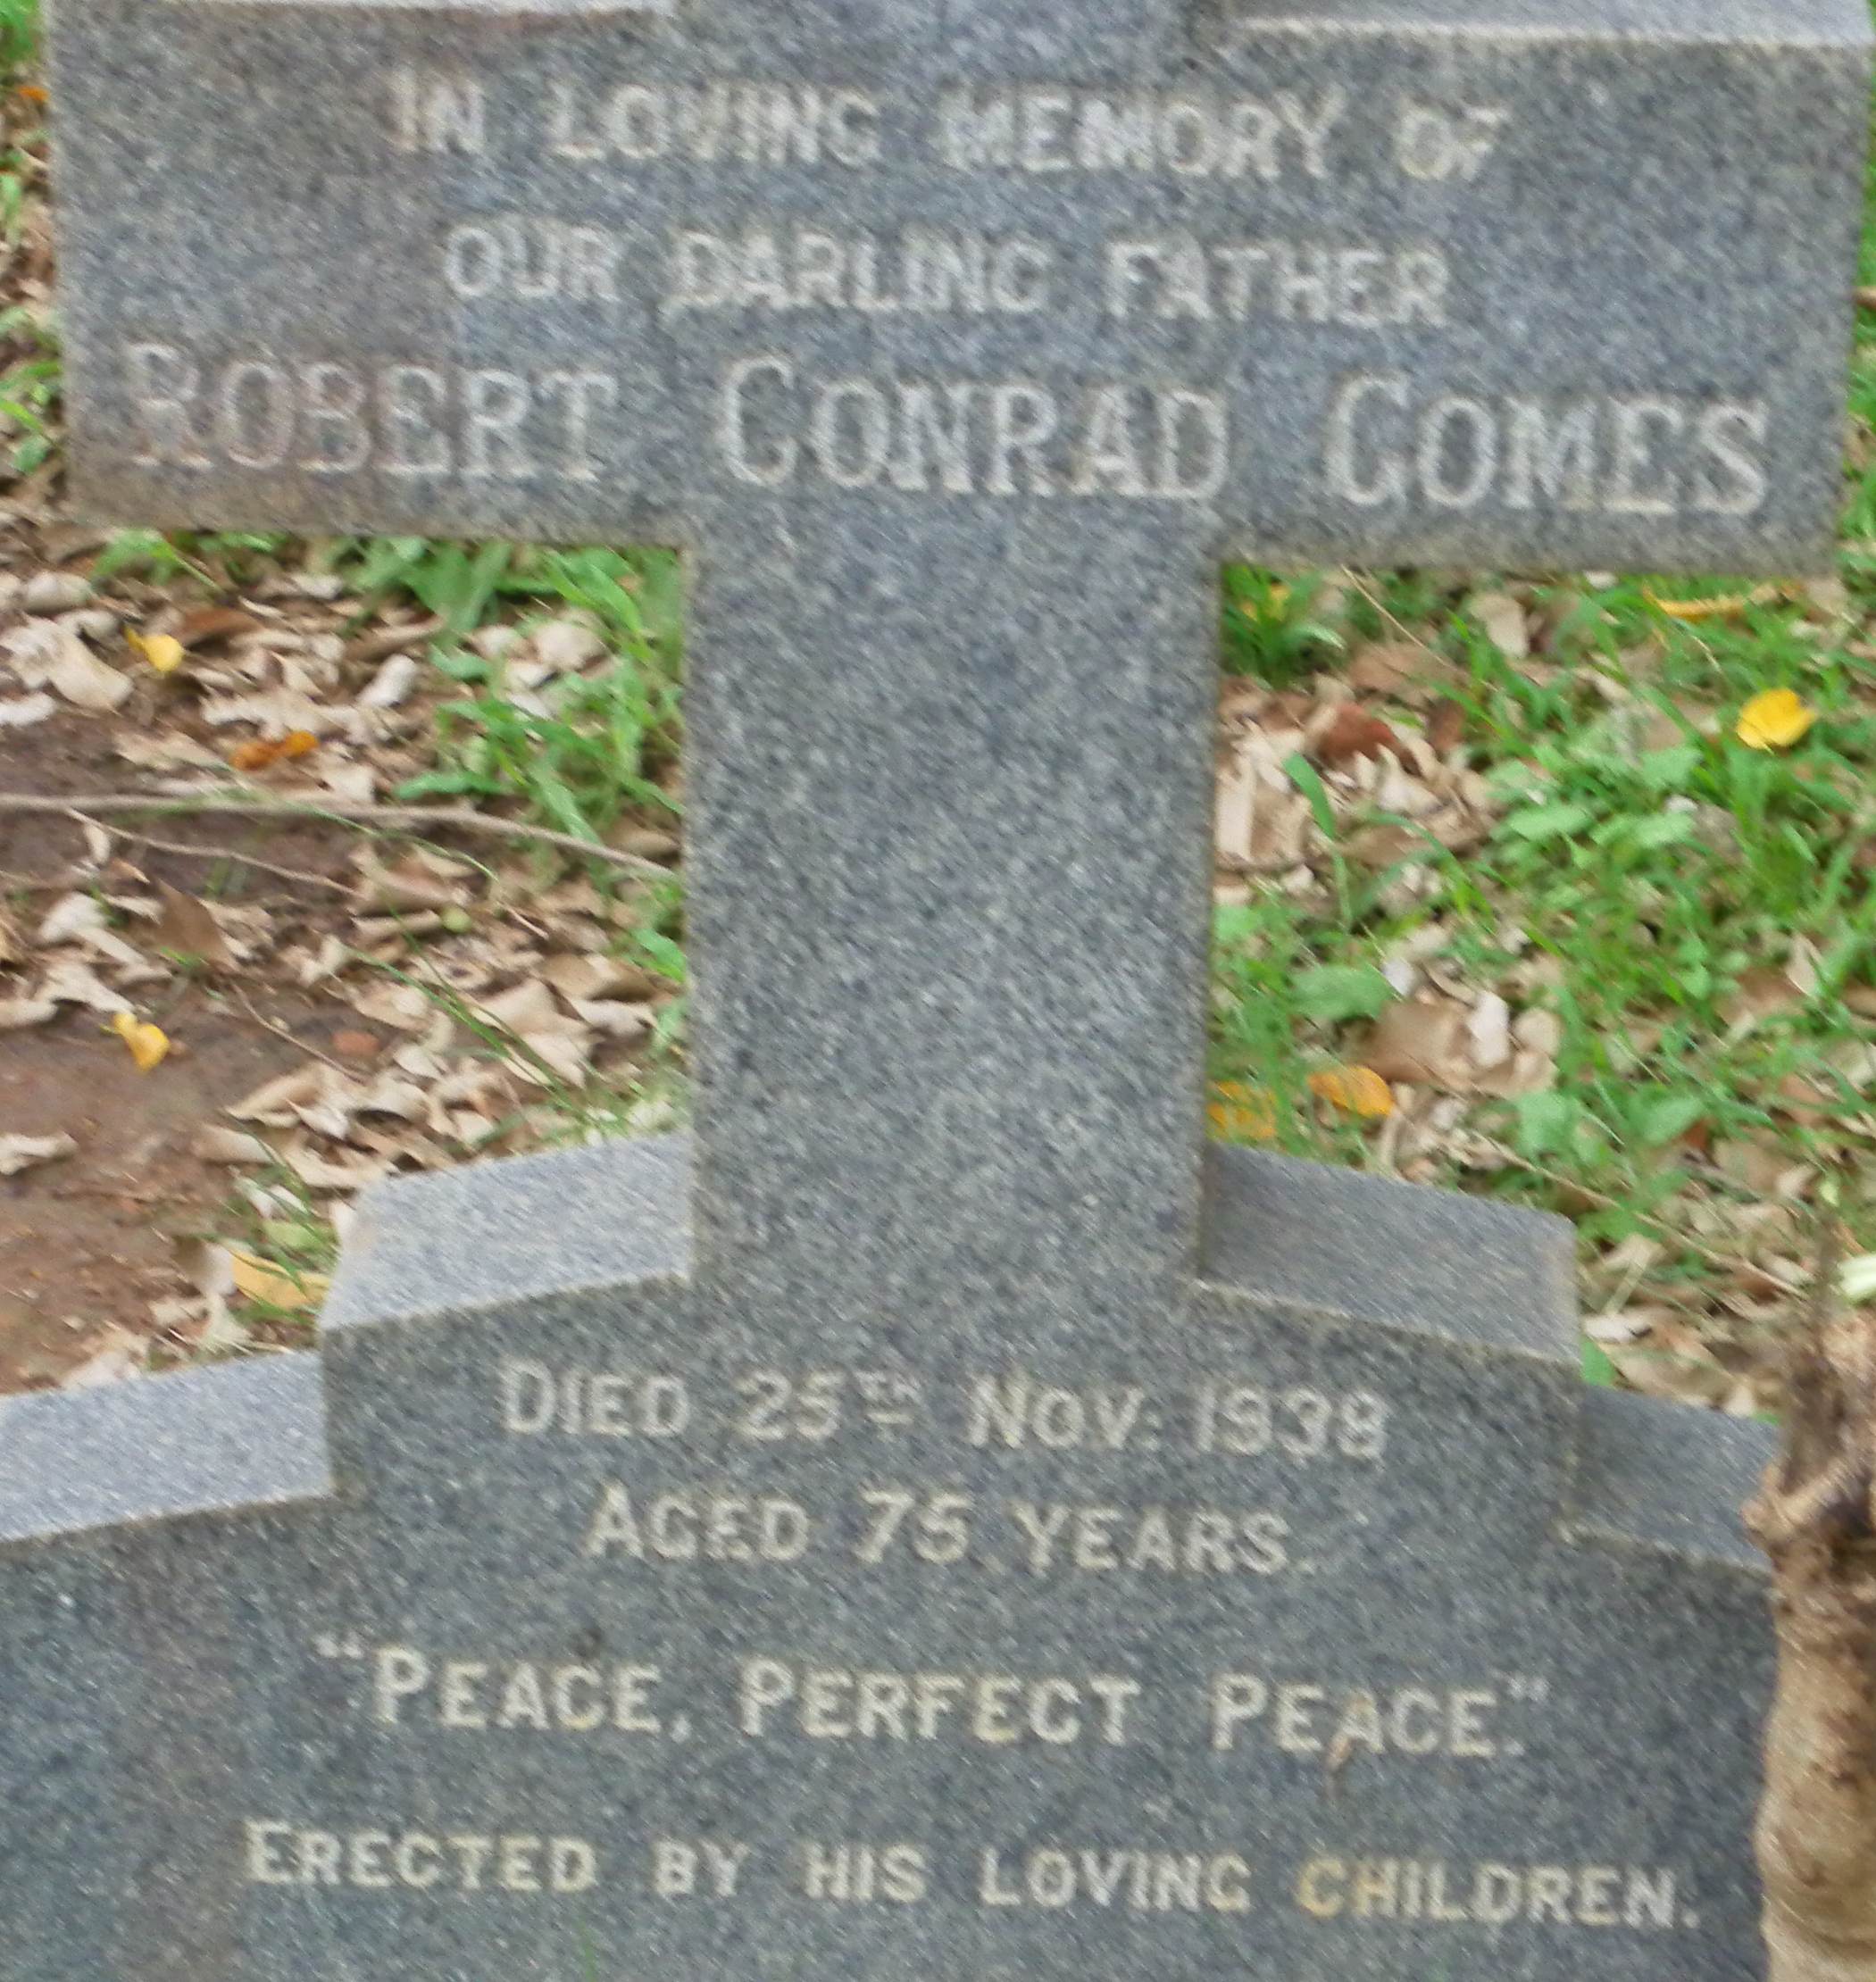 IN LOVING MEMORY OF
OUR DARLING FATHER
ROBERT CONRAD GOMES
DIED 25TH NOV. 1938
AGED 75 YEARS.
"PEACE, PERFECT PEACE."
ERECTED BY HIS LOVING CHILDREN.